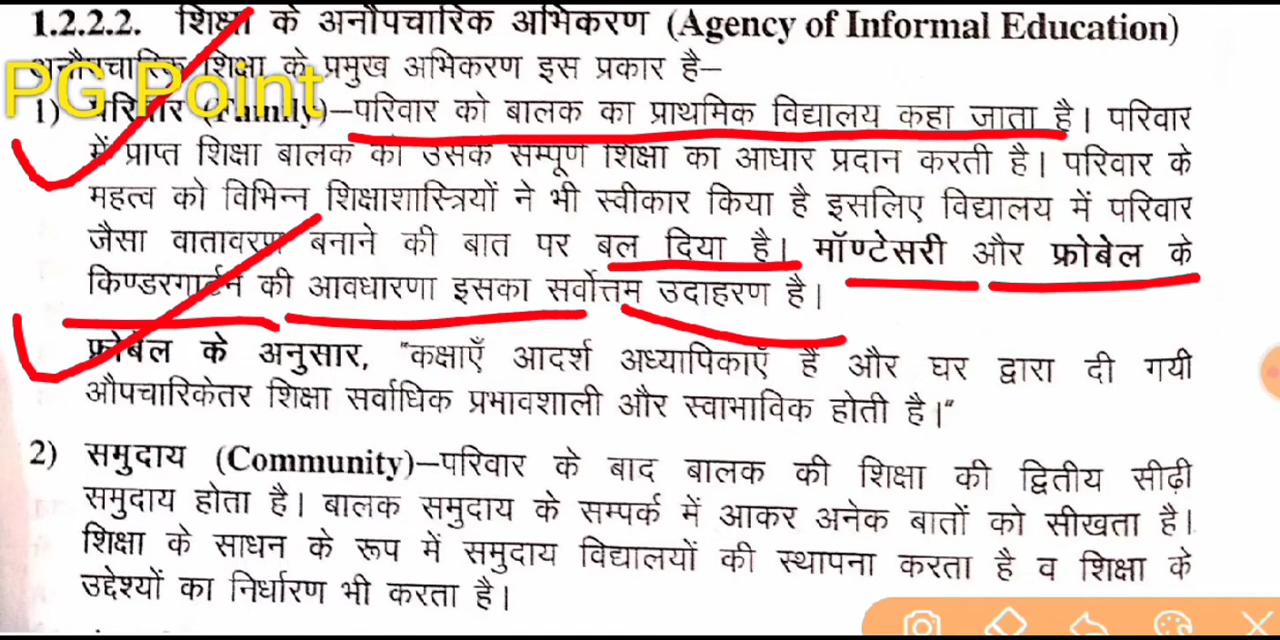 1.2.2.2. शिक्षा के अनौपचारिक अभिकरण (Agency of Informal Education)
अनौपचारिक शिक्षा के प्रमुख अभिकरण इस प्रकार है–
PG Point
1) परिवार (Family)–परिवार को बालक का प्राथमिक विद्यालय कहा जाता है। परिवार
में प्राप्त शिक्षा बालक को उसके सम्पूर्ण शिक्षा का आधार प्रदान करती है। परिवार के
महत्व को विभिन्न शिक्षाशास्त्रियों ने भी स्वीकार किया है इसलिए विद्यालय में परिवार
जैसा वातावरण बनाने की बात पर बल दिया है। मॉण्टेसरी और फ्रोबेल के
किण्डरगार्टन की आवधारणा इसका सर्वोत्तम उदाहरण है।
फ्रोबेल के अनुसार, "कक्षाएँ आदर्श अध्यापिकाएँ हैं और घर द्वारा दी गयी
औपचारिकेतर शिक्षा सर्वाधिक प्रभावशाली और स्वाभाविक होती है।"
2) समुदाय (Community)–परिवार के बाद बालक की शिक्षा की द्वितीय सीढ़ी
समुदाय होता है। बालक समुदाय के सम्पर्क में आकर अनेक बातों को सीखता है।
शिक्षा के साधन के रूप में समुदाय विद्यालयों की स्थापना करता है व शिक्षा के
उद्देश्यों का निर्धारण भी करता है।